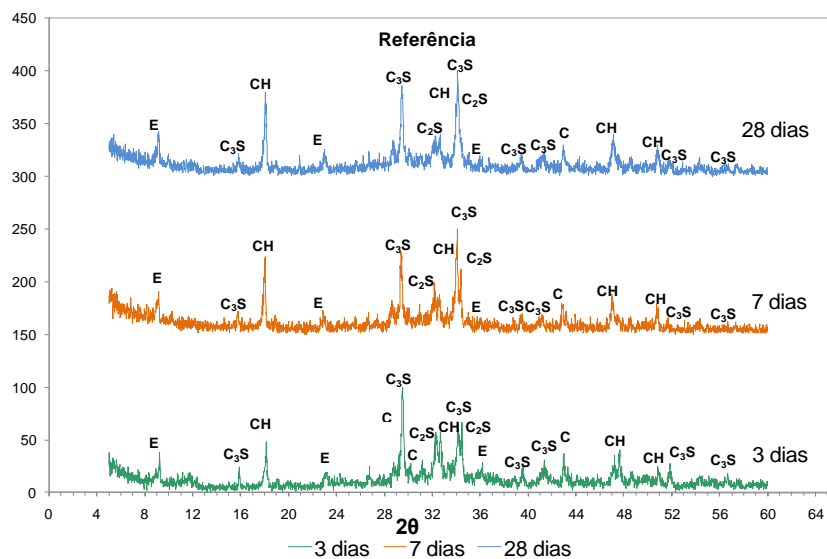 450
Referência
400
C₃S
CH
C₃S
CH
C₂S
28 dias
E
C₃S
E
C₂S
E
C₃S
C₃S
C
CH
CH
C₃S
C₃S
350
300
250
C₃S
CH
C₃S
CH
C₂S
7 dias
E
C₃S
E
C₂S
E
C₃S
C₃S
C
CH
CH
C₃S
C₃S
200
150
100
C₃S
C
CH
C₃S
C₂S
CH
C₂S
3 dias
E
C₃S
E
C
E
C₃S
C₃S
C
CH
C₃S
C₃S
50
0
0 4 8 12 16 20 24 28 32 36 40 44 48 52 56 60 64
2θ
3 dias 7 dias 28 dias